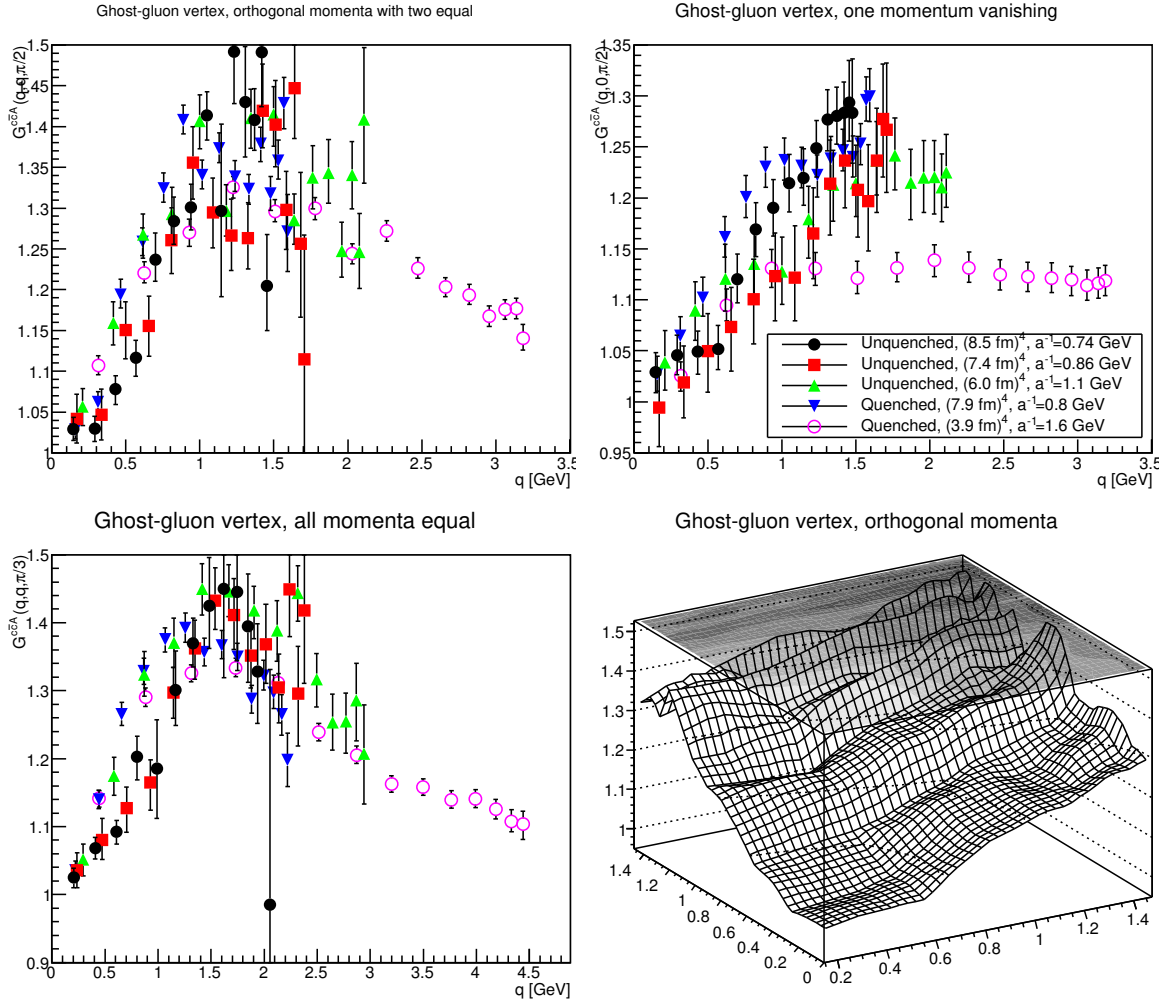 Ghost-gluon vertex, orthogonal momenta with two equal
G^{cc̄A}(q,q,π/2)
1.5
1.45
1.4
1.35
1.3
1.25
1.2
1.15
1.1
1.05
1
0 0.5 1 1.5 2 2.5 3 3.5
q [GeV]
Ghost-gluon vertex, one momentum vanishing
G^{cc̄A}(q,0,π/2)
1.35
1.3
1.25
1.2
1.15
1.1
1.05
1
0.95
Unquenched, (8.5 fm)⁴, a⁻¹=0.74 GeV
Unquenched, (7.4 fm)⁴, a⁻¹=0.86 GeV
Unquenched, (6.0 fm)⁴, a⁻¹=1.1 GeV
Quenched, (7.9 fm)⁴, a⁻¹=0.8 GeV
Quenched, (3.9 fm)⁴, a⁻¹=1.6 GeV
0 0.5 1 1.5 2 2.5 3 3.5
q [GeV]
Ghost-gluon vertex, all momenta equal
G^{cc̄A}(q,q,π/3)
1.5
1.4
1.3
1.2
1.1
1
0.9
0 0.5 1 1.5 2 2.5 3 3.5 4 4.5
q [GeV]
Ghost-gluon vertex, orthogonal momenta
1.5
1.4
1.3
1.2
1.1
1
1.4
1.2
1
0.8
0.6
0.4
0.2
0
0.2 0.4 0.6 0.8 1 1.2 1.4